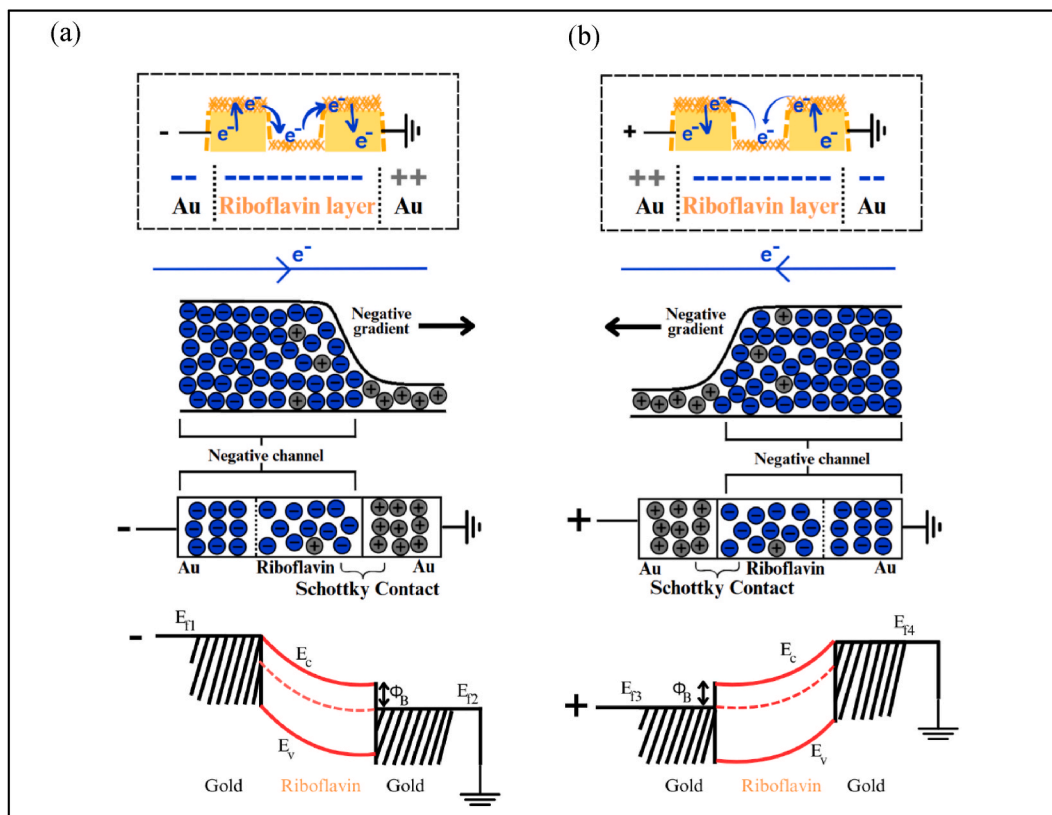 (a)
e⁻ e⁻
e⁻ e⁻ e⁻
-
-- ---------- ++
Au Riboflavin layer Au
e⁻
Negative
gradient
Negative channel
-
Au Riboflavin Au
Schottky Contact
-
E_f1
E_c
Φ_B
E_f2
E_v
Gold Riboflavin Gold
(b)
e⁻ e⁻
e⁻ e⁻ e⁻
+
++ ---------- --
Au Riboflavin layer Au
e⁻
Negative
gradient
Negative channel
+
Au Riboflavin Au
Schottky Contact
E_f4
E_c
E_f3
Φ_B
+
E_v
Gold Riboflavin Gold